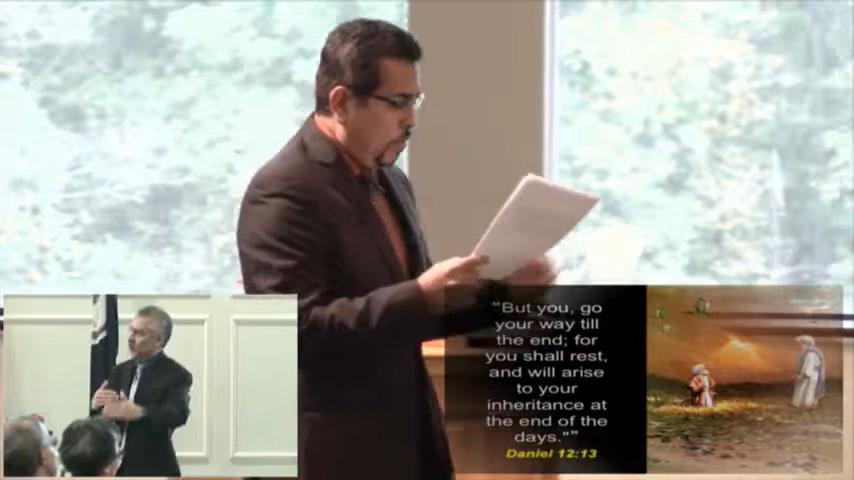 "But you, go
your way till
the end; for
you shall rest,
and will arise
to your
inheritance at
the end of the
days.""
Daniel 12:13